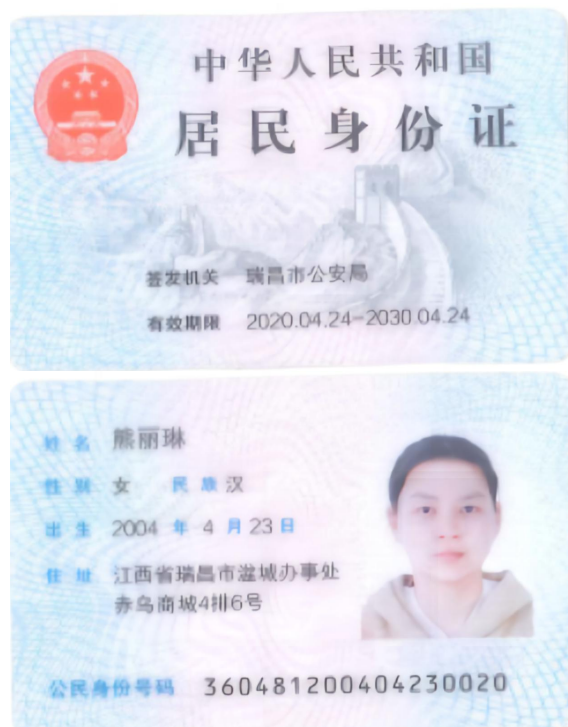 中华人民共和国
居民身份证
签发机关 瑞昌市公安局
有效期限 2020.04.24-2030.04.24
姓名 熊丽琳
性别 女 民族 汉
出生 2004 年 4 月 23 日
住址 江西省瑞昌市湓城办事处
赤乌商城4排6号
公民身份号码 360481200404230020